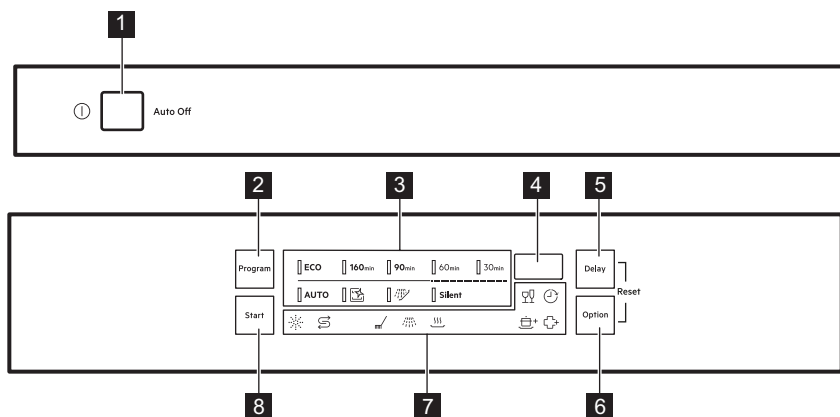 1
Auto Off
2
3
4
5
Program
ECO 160min 90min 60min 30min
Delay
AUTO Silent
Reset
Start
Option
8
7
6